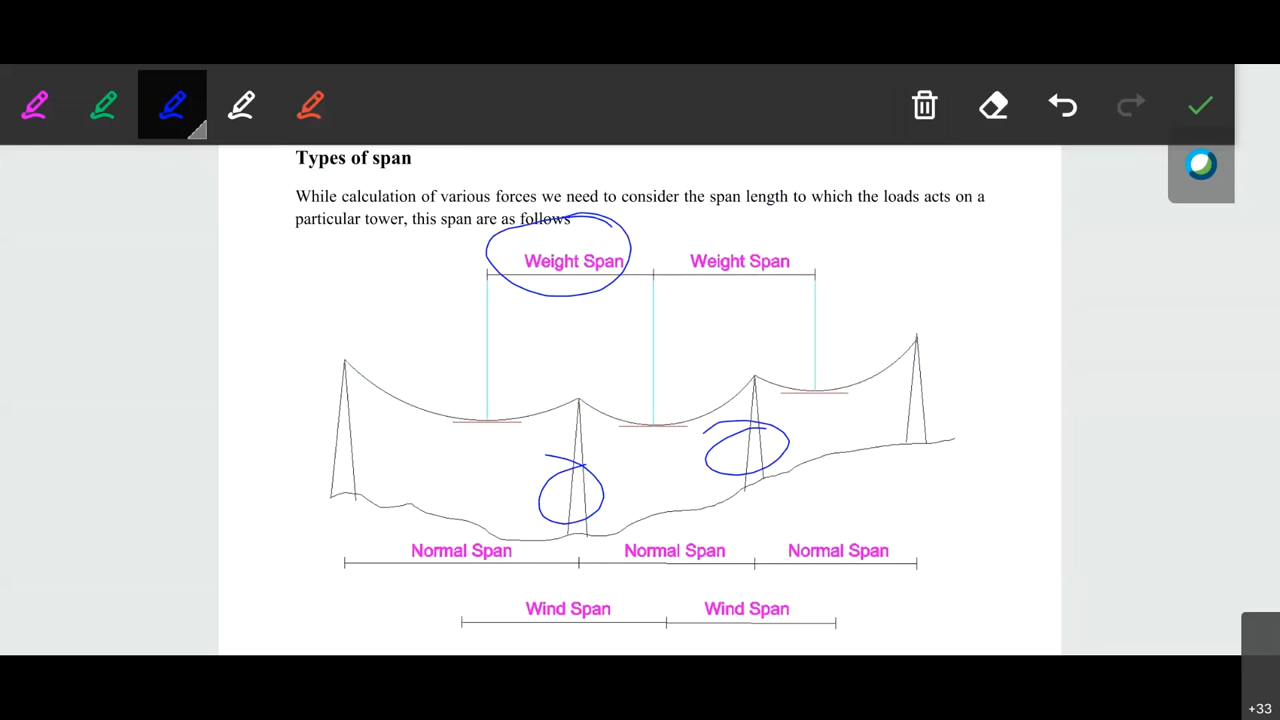 Types of span
While calculation of various forces we need to consider the span length to which the loads acts on a
particular tower, this span are as follows
Weight Span Weight Span
Normal Span Normal Span Normal Span
Wind Span Wind Span
+33